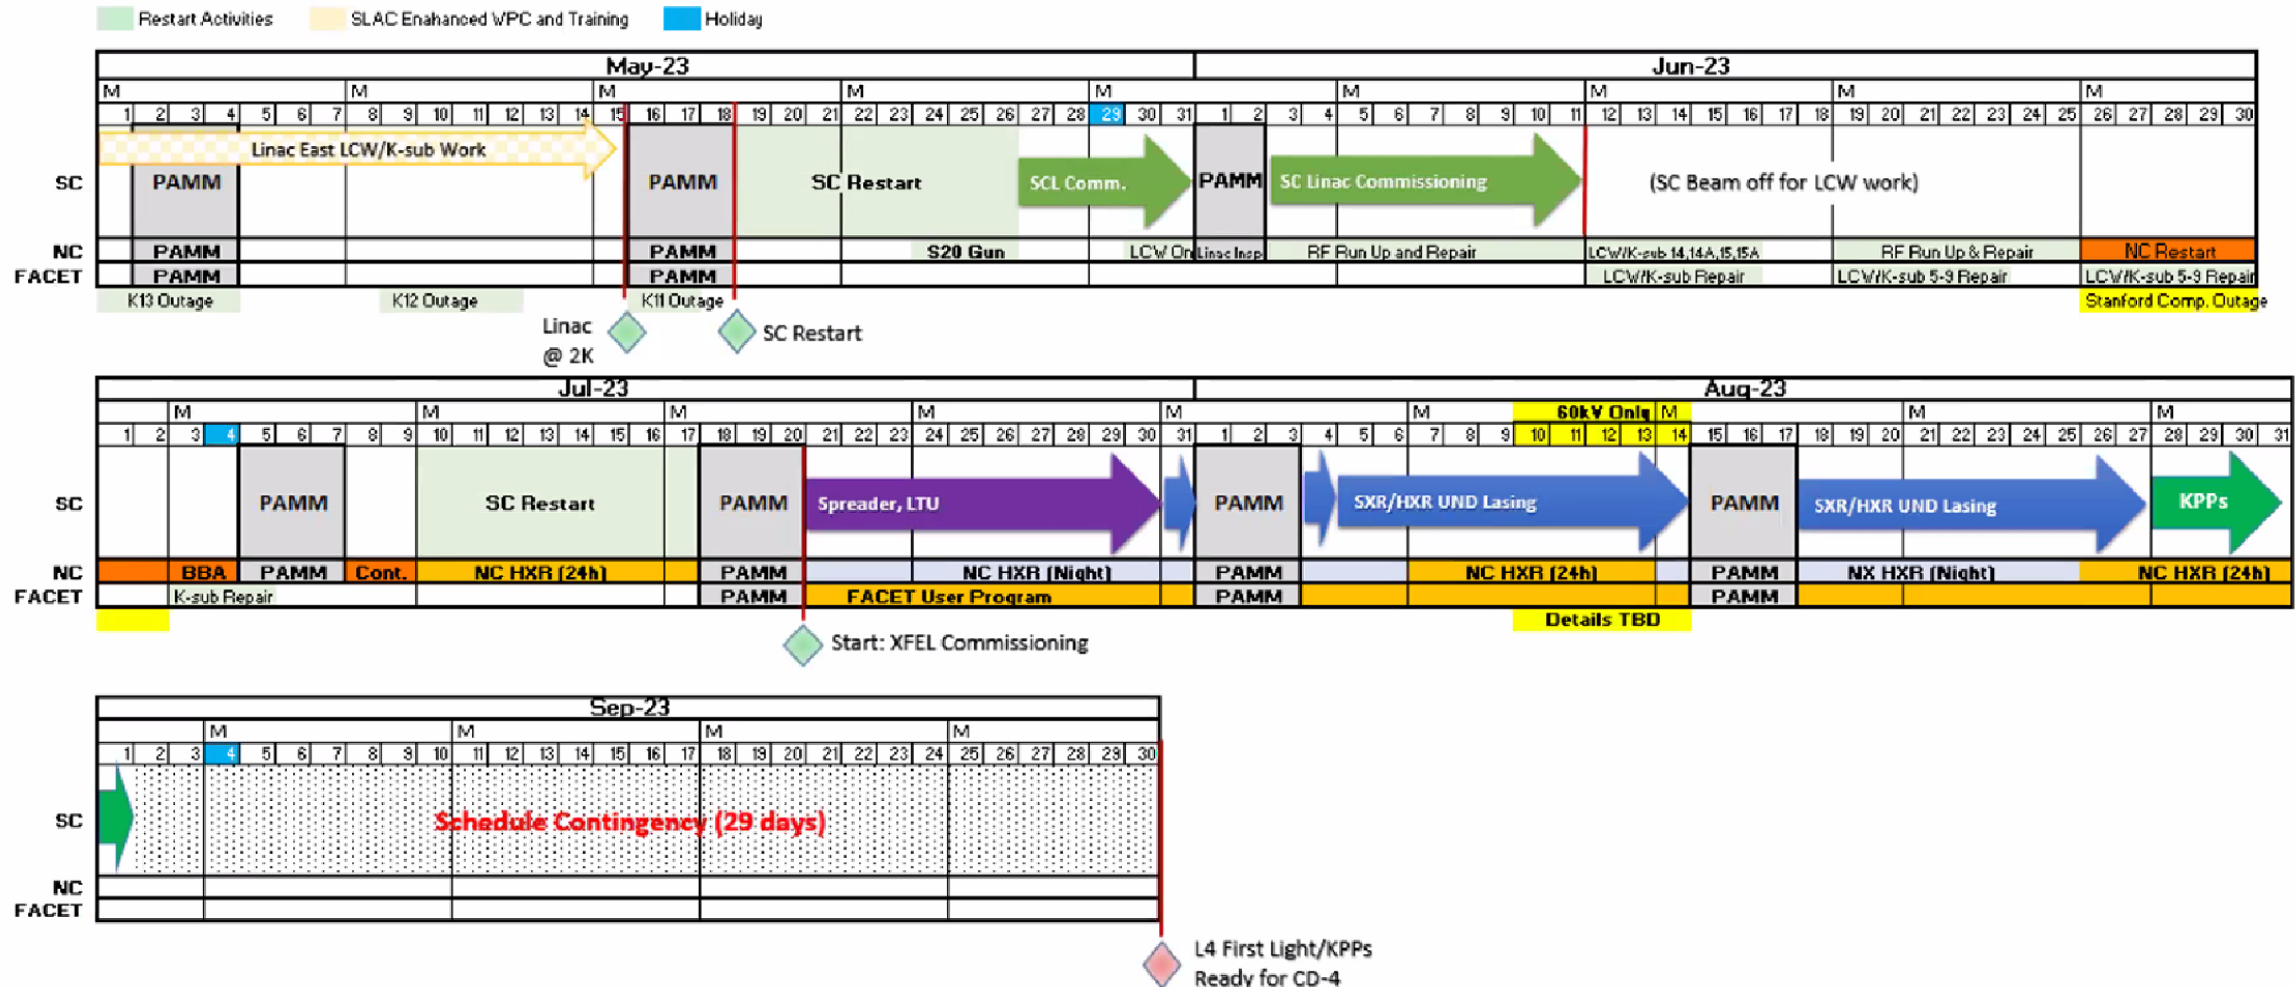 Restart Activities SLAC Enahanced WPC and Training Holiday
May-23 Jun-23
M M M M M M M M M
1 2 3 4 5 6 7 8 9 10 11 12 13 14 15 16 17 18 19 20 21 22 23 24 25 26 27 28 29 30 31 1 2 3 4 5 6 7 8 9 10 11 12 13 14 15 16 17 18 19 20 21 22 23 24 25 26 27 28 29 30
Linac East LCW/K-sub Work
SC PAMM PAMM SC Restart SCL Comm. PAMM SC Linac Commissioning (SC Beam off for LCW work)
NC PAMM PAMM S20 Gun LCW On Linac Insp RF Run Up and Repair LCW/K-sub 14,14A,15,15A RF Run Up & Repair NC Restart
FACET PAMM PAMM LCW/K-sub Repair LCW/K-sub 5-9 Repair LCW/K-sub 5-9 Repair
K13 Outage K12 Outage K11 Outage Stanford Comp. Outage
Linac
@ 2K
SC Restart
Jul-23 Aug-23
M M M M M M 60kV Only M M M
1 2 3 4 5 6 7 8 9 10 11 12 13 14 15 16 17 18 19 20 21 22 23 24 25 26 27 28 29 30 31 1 2 3 4 5 6 7 8 9 10 11 12 13 14 15 16 17 18 19 20 21 22 23 24 25 26 27 28 29 30 31
SC PAMM SC Restart PAMM Spreader, LTU PAMM SXR/HXR UND Lasing PAMM SXR/HXR UND Lasing KPPs
NC BBA PAMM Cont. NC HXR (24h) PAMM NC HXR (Night) PAMM NC HXR (24h) PAMM NX HXR (Night) NC HXR (24h)
FACET K-sub Repair PAMM FACET User Program PAMM PAMM
Details TBD
Start: XFEL Commissioning
Sep-23
M M M M
1 2 3 4 5 6 7 8 9 10 11 12 13 14 15 16 17 18 19 20 21 22 23 24 25 26 27 28 29 30
SC Schedule Contingency (29 days)
NC
FACET
L4 First Light/KPPs
Ready for CD-4